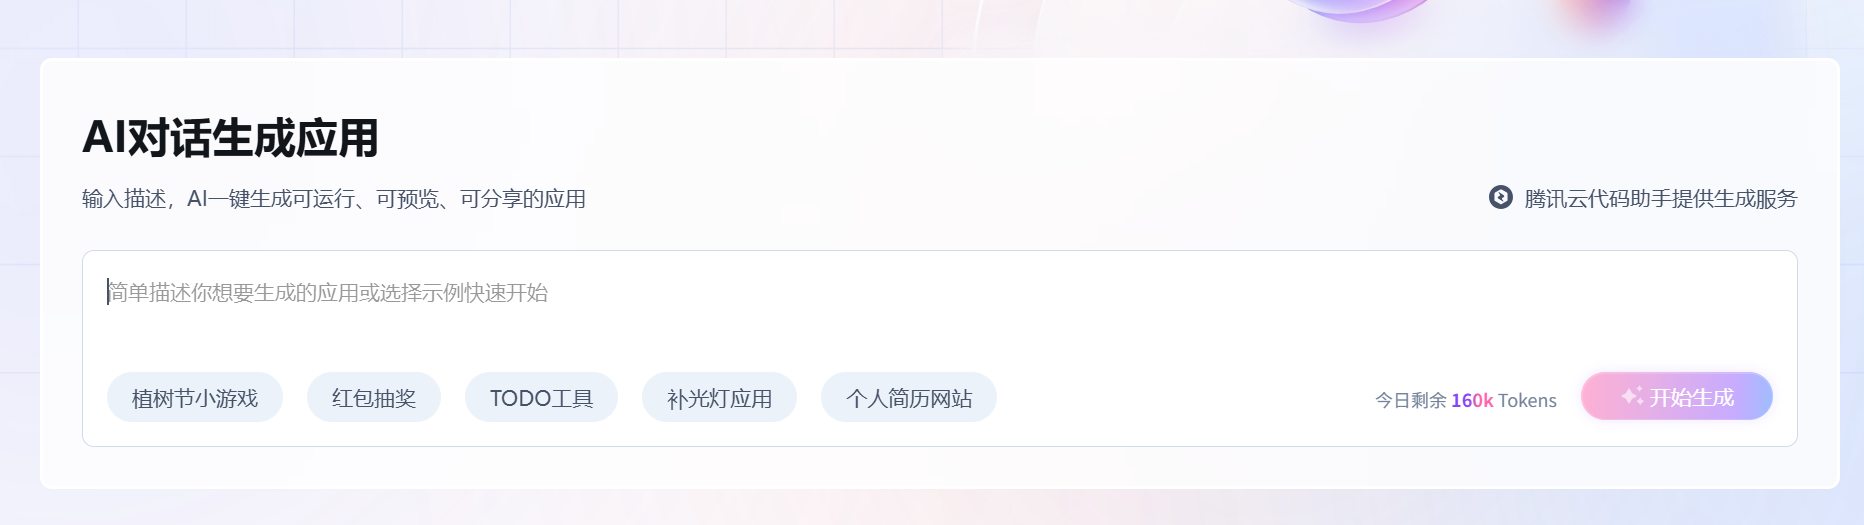 AI对话生成应用
输入描述，AI一键生成可运行、可预览、可分享的应用
腾讯云代码助手提供生成服务
简单描述你想要生成的应用或选择示例快速开始
植树节小游戏
红包抽奖
TODO工具
补光灯应用
个人简历网站
今日剩余 160k Tokens
开始生成